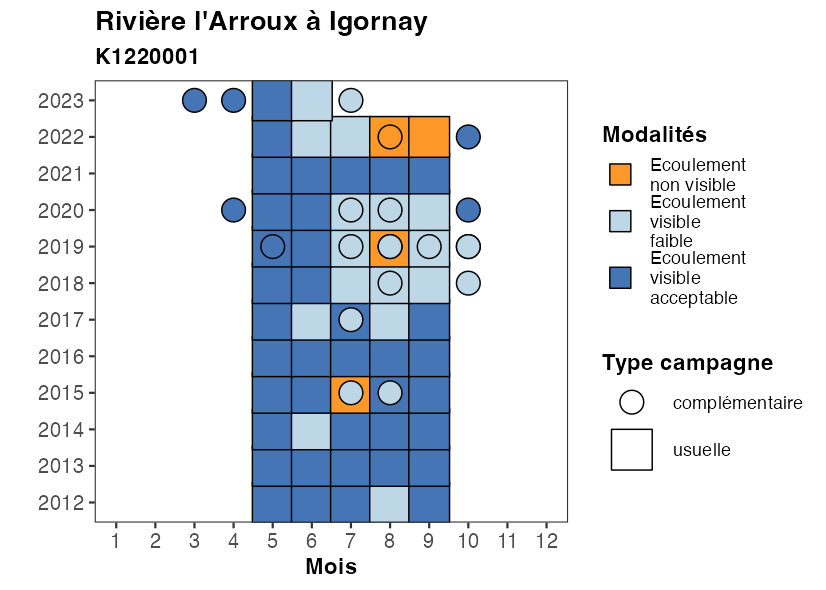 Rivière l'Arroux à Igornay
K1220001
2023
2022
2021
2020
2019
2018
2017
2016
2015
2014
2013
2012
1 2 3 4 5 6 7 8 9 10 11 12
Mois
Modalités
Ecoulement
non visible
Ecoulement
visible
faible
Ecoulement
visible
acceptable
Type campagne
complémentaire
usuelle